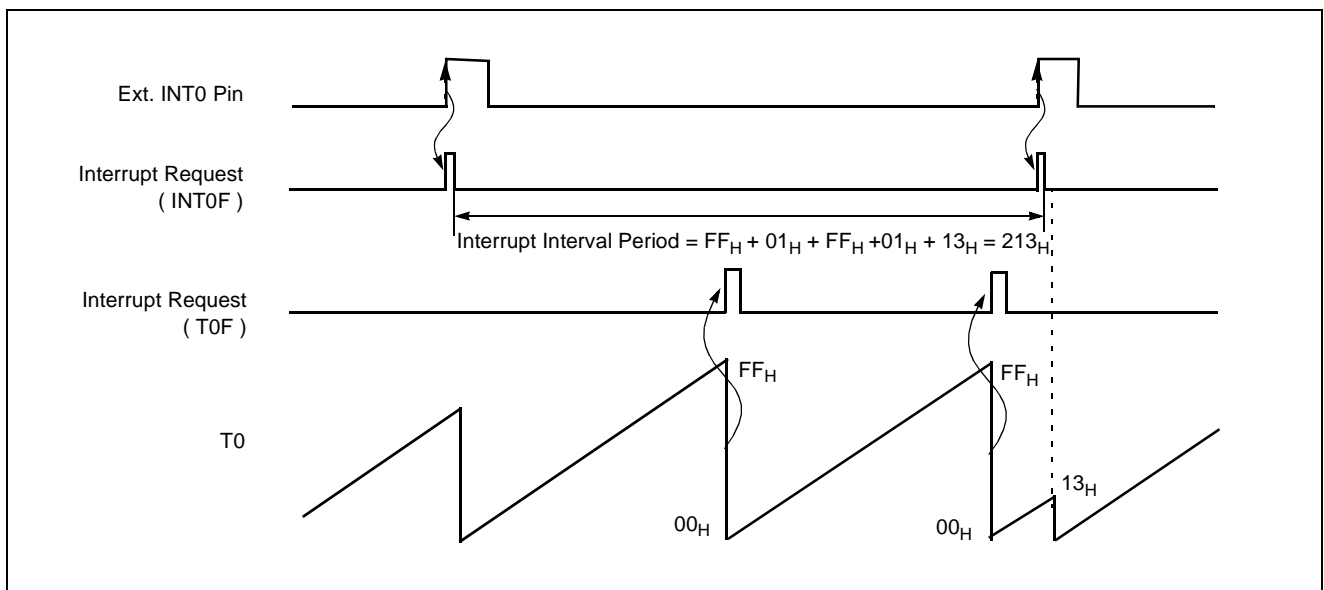 Ext. INT0 Pin
Interrupt Request
( INT0F )
Interrupt Interval Period = FFH + 01H + FFH +01H + 13H = 213H
Interrupt Request
( T0F )
FFH
FFH
T0
13H
00H
00H